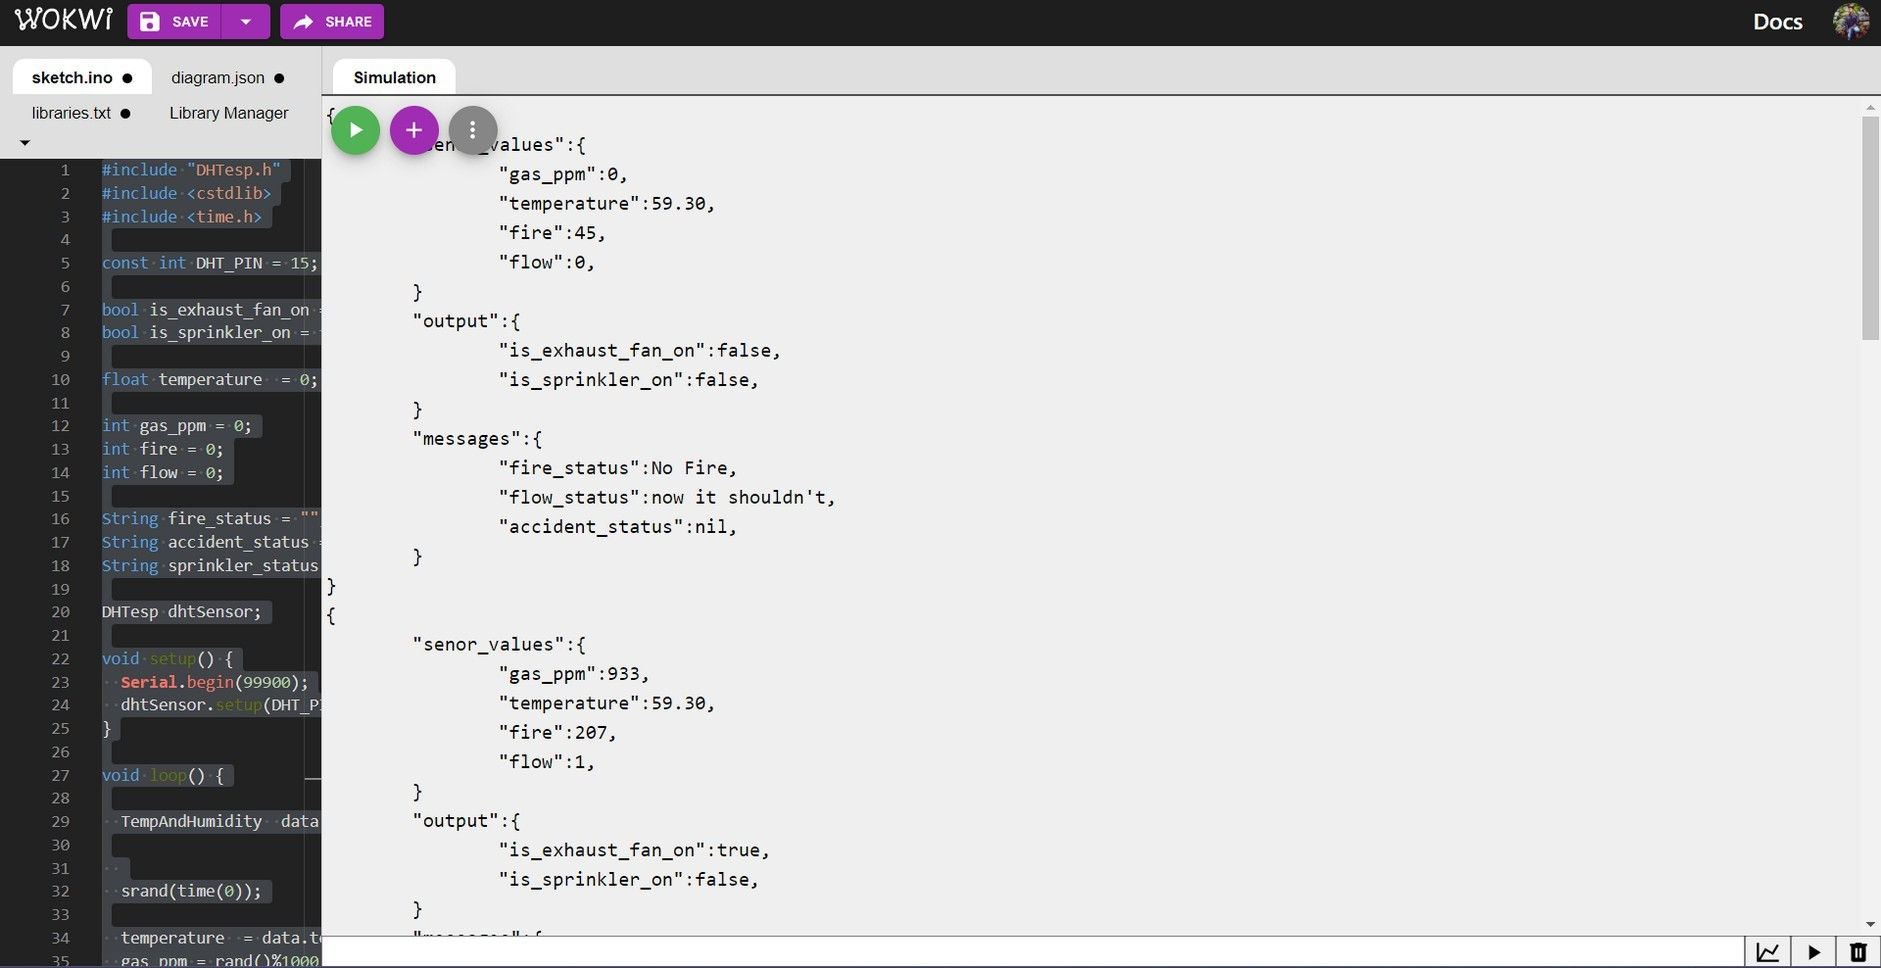 WOKWI SAVE SHARE Docs
sketch.ino diagram.json
libraries.txt Library Manager
Simulation
1 #include "DHTesp.h"
2 #include <cstdlib>
3 #include <time.h>
4
5 const int DHT_PIN = 15;
6
7 bool is_exhaust_fan_on =
8 bool is_sprinkler_on =
9
10 float temperature = 0;
11
12 int gas_ppm = 0;
13 int fire = 0;
14 int flow = 0;
15
16 String fire_status = ""
17 String accident_status =
18 String sprinkler_status
19
20 DHTesp dhtSensor;
21
22 void setup() {
23 Serial.begin(99900);
24 dhtSensor.setup(DHT_PI
25 }
26
27 void loop() {
28
29 TempAndHumidity data
30
31
32 srand(time(0));
33
34 temperature = data.te
35 gas_ppm = rand()%1000
{
values":{
"gas_ppm":0,
"temperature":59.30,
"fire":45,
"flow":0,
}
"output":{
"is_exhaust_fan_on":false,
"is_sprinkler_on":false,
}
"messages":{
"fire_status":No Fire,
"flow_status":now it shouldn't,
"accident_status":nil,
}
}
{
"senor_values":{
"gas_ppm":933,
"temperature":59.30,
"fire":207,
"flow":1,
}
"output":{
"is_exhaust_fan_on":true,
"is_sprinkler_on":false,
}